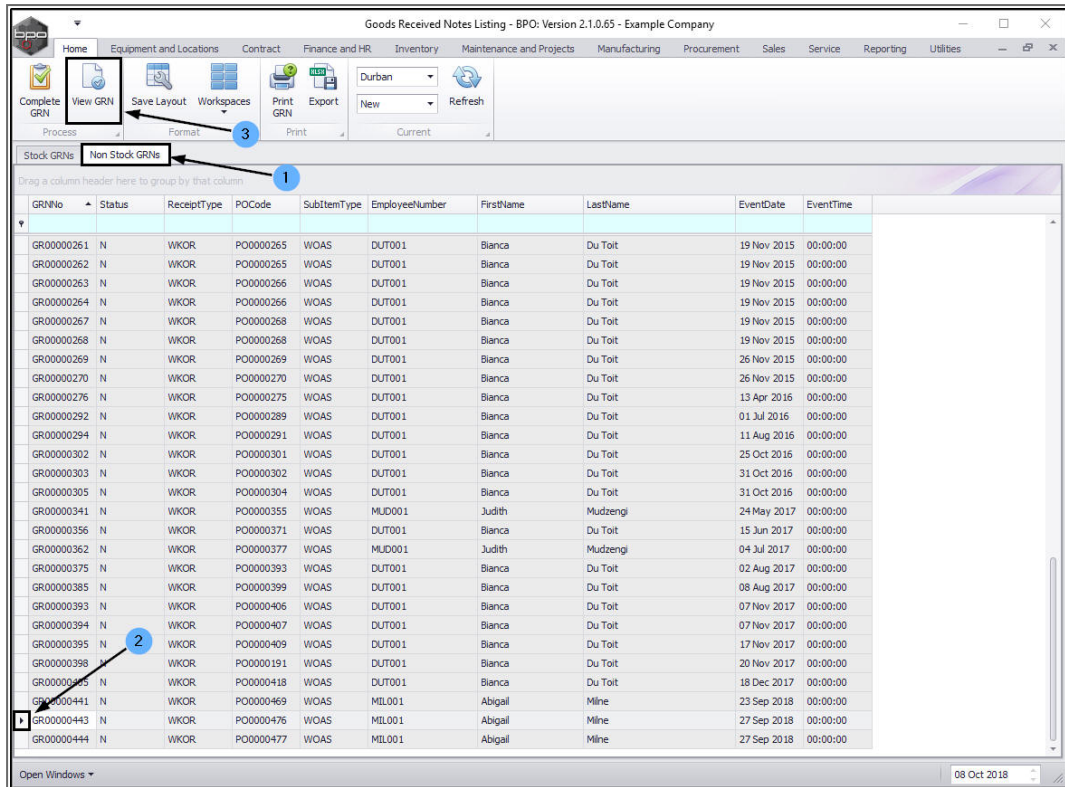 bpo
Goods Received Notes Listing - BPO: Version 2.1.0.65 - Example Company
Home Equipment and Locations Contract Finance and HR Inventory Maintenance and Projects Manufacturing Procurement Sales Service Reporting Utilities
Complete GRN View GRN Save Layout Workspaces Print GRN Export Durban New Refresh
Process Format Print Current
3
Stock GRNs Non Stock GRNs
1
Drag a column header here to group by that column
GRNNo Status ReceiptType POCode SubItemType EmployeeNumber FirstName LastName EventDate EventTime
GR00000261 N WKOR PO0000265 WOAS DUT001 Bianca Du Toit 19 Nov 2015 00:00:00
GR00000262 N WKOR PO0000265 WOAS DUT001 Bianca Du Toit 19 Nov 2015 00:00:00
GR00000263 N WKOR PO0000266 WOAS DUT001 Bianca Du Toit 19 Nov 2015 00:00:00
GR00000264 N WKOR PO0000266 WOAS DUT001 Bianca Du Toit 19 Nov 2015 00:00:00
GR00000267 N WKOR PO0000268 WOAS DUT001 Bianca Du Toit 19 Nov 2015 00:00:00
GR00000268 N WKOR PO0000268 WOAS DUT001 Bianca Du Toit 19 Nov 2015 00:00:00
GR00000269 N WKOR PO0000269 WOAS DUT001 Bianca Du Toit 26 Nov 2015 00:00:00
GR00000270 N WKOR PO0000270 WOAS DUT001 Bianca Du Toit 26 Nov 2015 00:00:00
GR00000276 N WKOR PO0000275 WOAS DUT001 Bianca Du Toit 13 Apr 2016 00:00:00
GR00000292 N WKOR PO0000289 WOAS DUT001 Bianca Du Toit 01 Jul 2016 00:00:00
GR00000294 N WKOR PO0000291 WOAS DUT001 Bianca Du Toit 11 Aug 2016 00:00:00
GR00000302 N WKOR PO0000301 WOAS DUT001 Bianca Du Toit 25 Oct 2016 00:00:00
GR00000303 N WKOR PO0000302 WOAS DUT001 Bianca Du Toit 31 Oct 2016 00:00:00
GR00000305 N WKOR PO0000304 WOAS DUT001 Bianca Du Toit 31 Oct 2016 00:00:00
GR00000341 N WKOR PO0000355 WOAS MUD001 Judith Mudzengi 24 May 2017 00:00:00
GR00000356 N WKOR PO0000371 WOAS DUT001 Bianca Du Toit 15 Jun 2017 00:00:00
GR00000362 N WKOR PO0000377 WOAS MUD001 Judith Mudzengi 04 Jul 2017 00:00:00
GR00000375 N WKOR PO0000393 WOAS DUT001 Bianca Du Toit 02 Aug 2017 00:00:00
GR00000385 N WKOR PO0000399 WOAS DUT001 Bianca Du Toit 08 Aug 2017 00:00:00
GR00000393 N WKOR PO0000406 WOAS DUT001 Bianca Du Toit 07 Nov 2017 00:00:00
GR00000394 N WKOR PO0000407 WOAS DUT001 Bianca Du Toit 07 Nov 2017 00:00:00
GR00000395 N 2 WKOR PO0000409 WOAS DUT001 Bianca Du Toit 17 Nov 2017 00:00:00
GR00000398 N WKOR PO0000191 WOAS DUT001 Bianca Du Toit 20 Nov 2017 00:00:00
N WKOR PO0000418 WOAS DUT001 Bianca Du Toit 18 Dec 2017 00:00:00
GR00000441 N WKOR PO0000469 WOAS MIL001 Abigail Milne 23 Sep 2018 00:00:00
GR00000443 N WKOR PO0000476 WOAS MIL001 Abigail Milne 27 Sep 2018 00:00:00
GR00000444 N WKOR PO0000477 WOAS MIL001 Abigail Milne 27 Sep 2018 00:00:00
Open Windows 08 Oct 2018